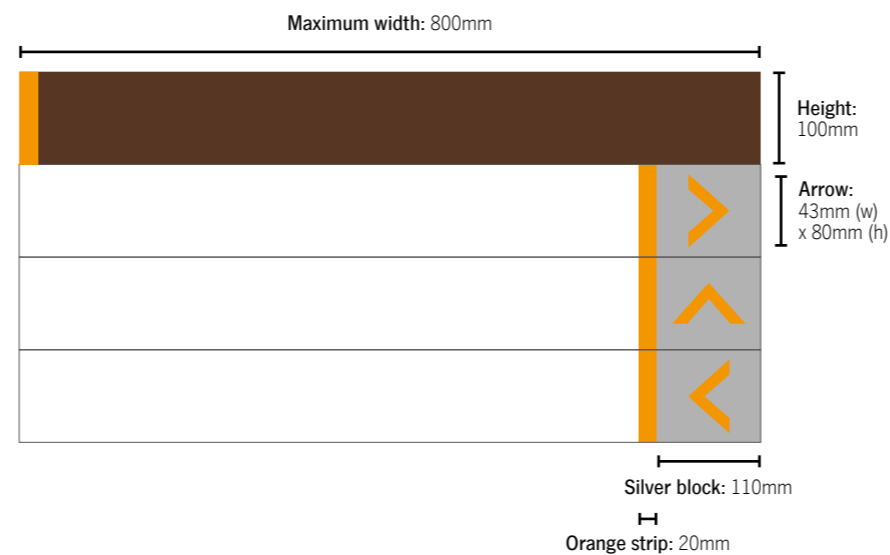 Maximum width: 800mm
Height:
100mm
Arrow:
43mm (w)
x 80mm (h)
Silver block: 110mm
Orange strip: 20mm